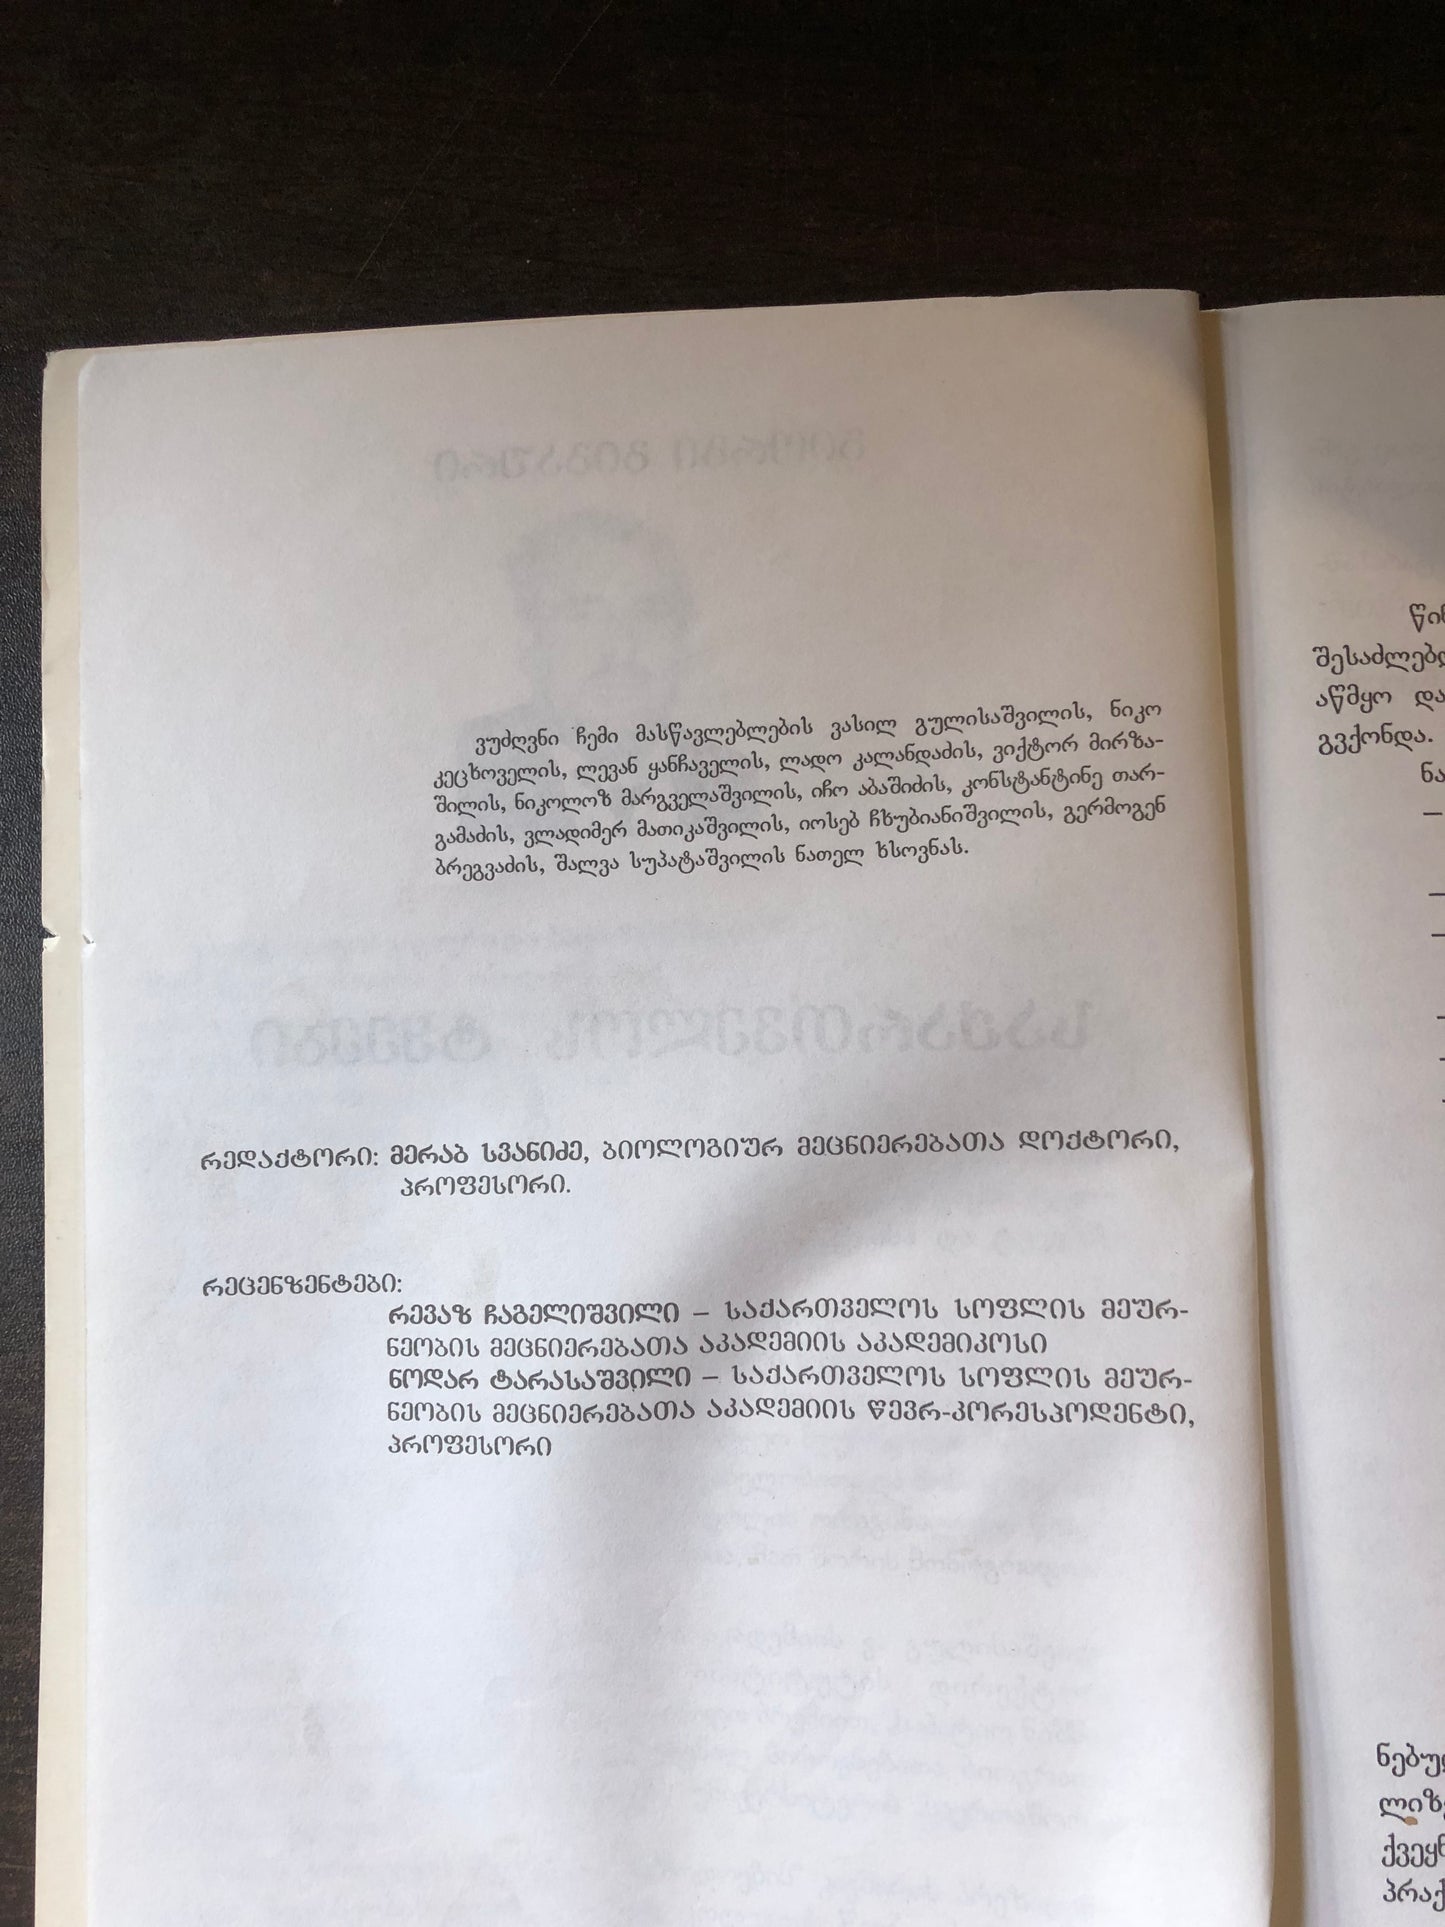 ვუძღვნი ჩემი მასწავლებლების ვასილ გულისაშვილის, ნიკო
კეცხოველის, ლევან ყანჩაველის, ლადო კალანდაძის, ვიქტორ მირზა-
შილის, ნიკოლოზ მარგველაშვილის, იჩო აბაშიძის, კონსტანტინე თარ-
გამაძის, ვლადიმერ მათიკაშვილის, იოსებ ჩხუბიანიშვილის, გერმოგენ
ბრეგვაძის, შალვა სუპატაშვილის ნათელ ხსოვნას.
რედაქტორი: მერაბ სვანიძე, ბიოლოგიურ მეცნიერებათა დოქტორი,
პროფესორი.
რეცენზენტები:
რევაზ ჩაგელიშვილი – საქართველოს სოფლის მეურ-
ნეობის მეცნიერებათა აკადემიის აკადემიკოსი
ნოდარ ტარასაშვილი – საქართველოს სოფლის მეურ-
ნეობის მეცნიერებათა აკადემიის წევრ-კორესპოდენტი,
პროფესორი
აწმყო
გვქონდა.